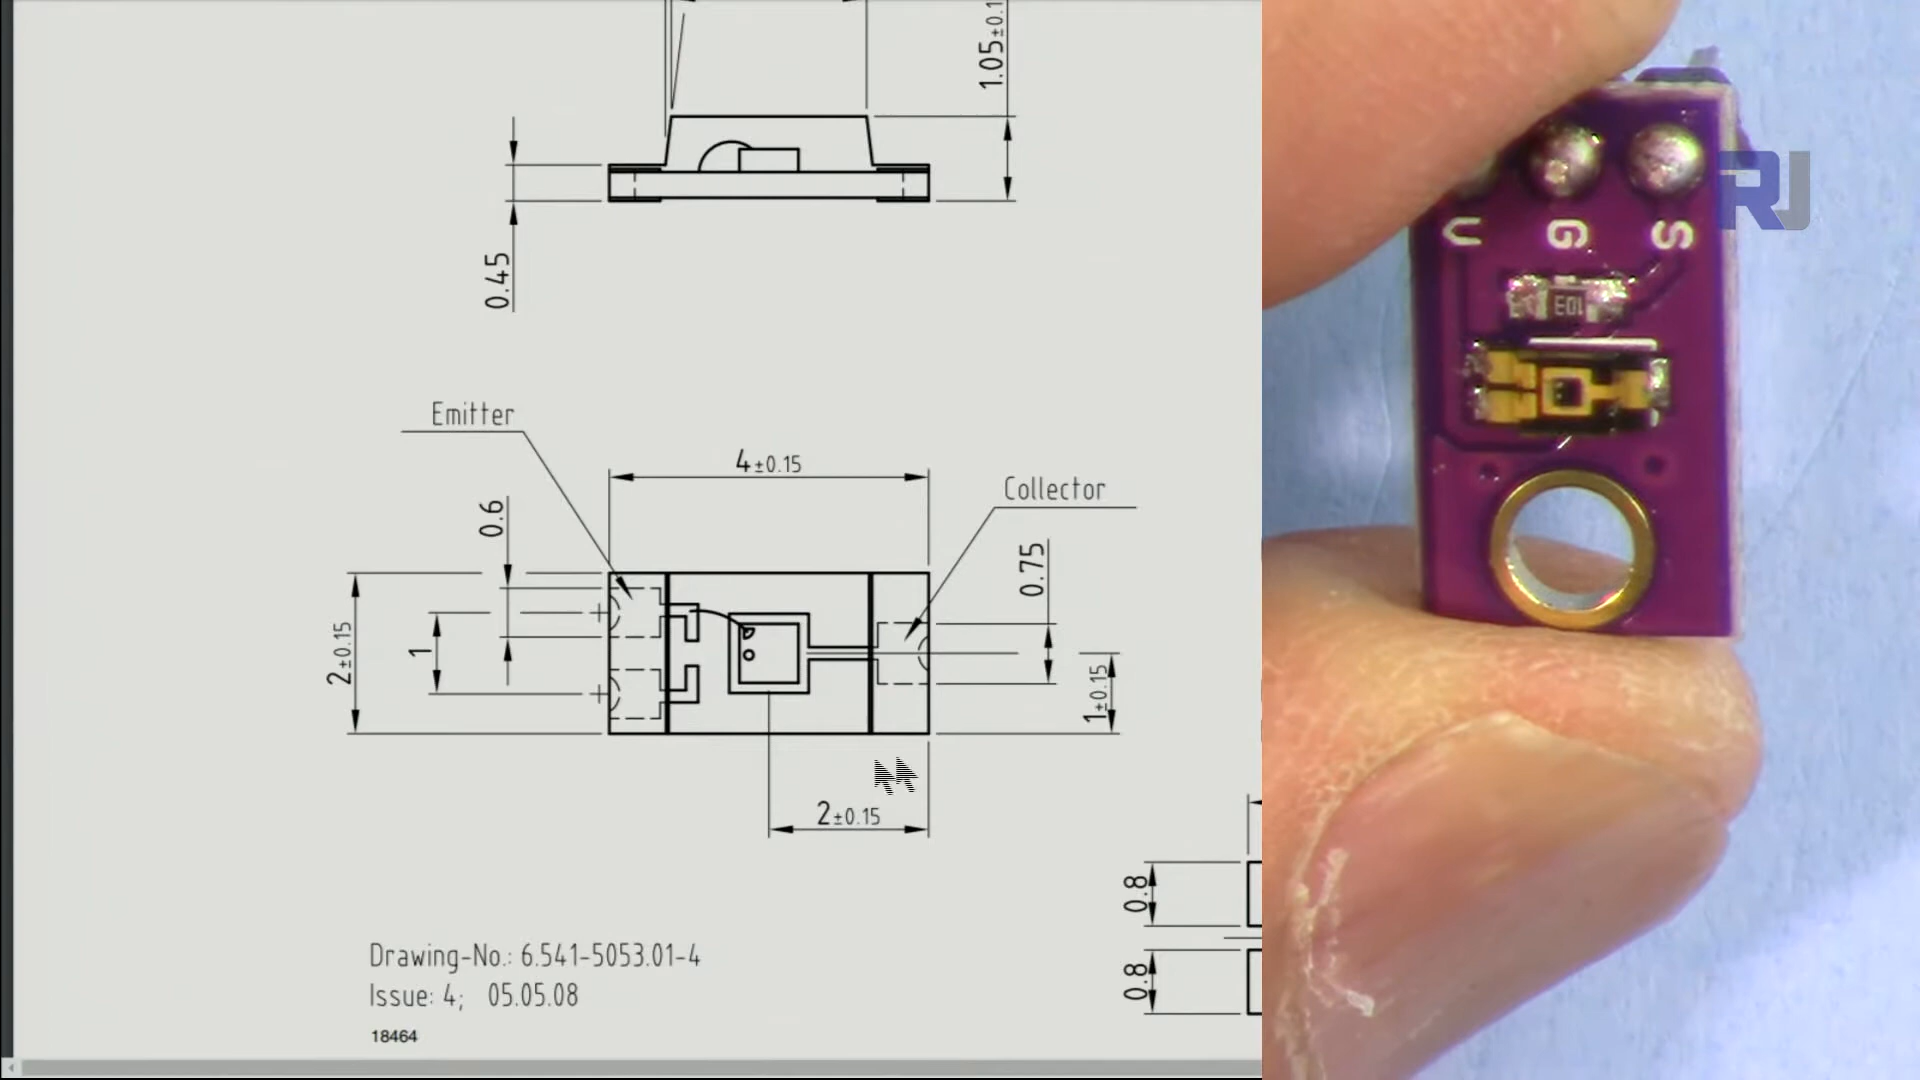 1.05±0.1
0.45
Emitter
4±0.15
Collector
0.6
0.75
2±0.15
1
1±0.15
2±0.15
0.8
0.8
Drawing-No.: 6.541-5053.01-4
Issue: 4; 05.05.08
18464
V G S
103
RJ